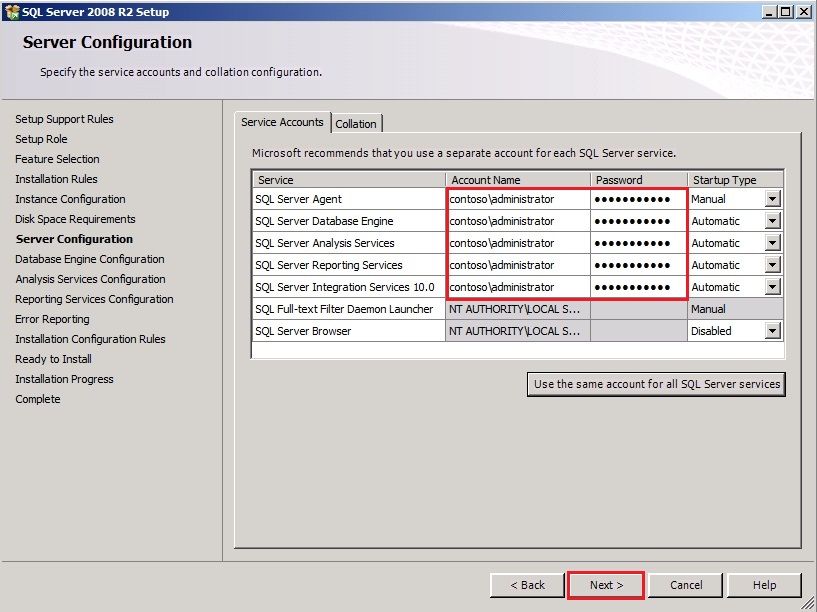 SQL Server 2008 R2 Setup
Server Configuration
Specify the service accounts and collation configuration.
Setup Support Rules
Setup Role
Feature Selection
Installation Rules
Instance Configuration
Disk Space Requirements
Server Configuration
Database Engine Configuration
Analysis Services Configuration
Reporting Services Configuration
Error Reporting
Installation Configuration Rules
Ready to Install
Installation Progress
Complete
Service Accounts Collation
Microsoft recommends that you use a separate account for each SQL Server service.
Service Account Name Password Startup Type
SQL Server Agent contoso\administrator ●●●●●●●●●●● Manual
SQL Server Database Engine contoso\administrator ●●●●●●●●●●● Automatic
SQL Server Analysis Services contoso\administrator ●●●●●●●●●●● Automatic
SQL Server Reporting Services contoso\administrator ●●●●●●●●●●● Automatic
SQL Server Integration Services 10.0 contoso\administrator ●●●●●●●●●●● Automatic
SQL Full-text Filter Daemon Launcher NT AUTHORITY\LOCAL S... Manual
SQL Server Browser NT AUTHORITY\LOCAL S... Disabled
Use the same account for all SQL Server services
< Back Next > Cancel Help